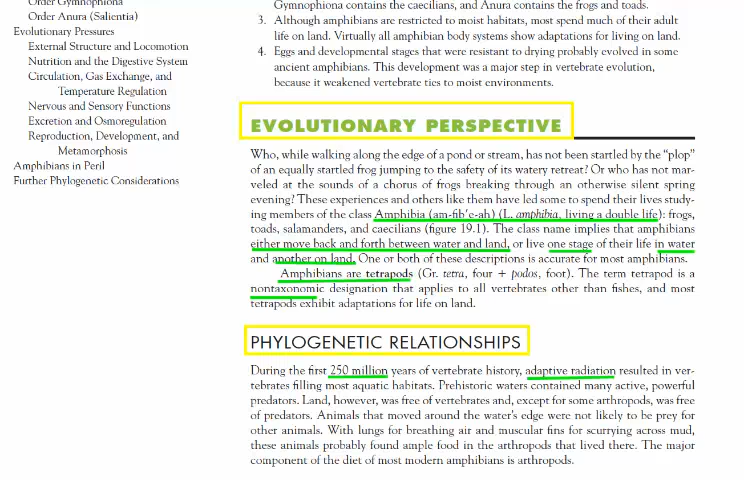 Order Gymnophiona
Order Anura (Salientia)
Evolutionary Pressures
External Structure and Locomotion
Nutrition and the Digestive System
Circulation, Gas Exchange, and
Temperature Regulation
Nervous and Sensory Functions
Excretion and Osmoregulation
Reproduction, Development, and
Metamorphosis
Amphibians in Peril
Further Phylogenetic Considerations
Gymnophiona contains the caecilians, and Anura contains the frogs and toads.
3. Although amphibians are restricted to moist habitats, most spend much of their adult
life on land. Virtually all amphibian body systems show adaptations for living on land.
4. Eggs and developmental stages that were resistant to drying probably evolved in some
ancient amphibians. This development was a major step in vertebrate evolution,
because it weakened vertebrate ties to moist environments.
EVOLUTIONARY PERSPECTIVE
Who, while walking along the edge of a pond or stream, has not been startled by the “plop”
of an equally startled frog jumping to the safety of its watery retreat? Or who has not mar-
veled at the sounds of a chorus of frogs breaking through an otherwise silent spring
evening? These experiences and others like them have led some to spend their lives study-
ing members of the class Amphibia (am-fib′e-ah) (L. amphibia, living a double life): frogs,
toads, salamanders, and caecilians (figure 19.1). The class name implies that amphibians
either move back and forth between water and land, or live one stage of their life in water
and another on land. One or both of these descriptions is accurate for most amphibians.
Amphibians are tetrapods (Gr. tetra, four + podos, foot). The term tetrapod is a
nontaxonomic designation that applies to all vertebrates other than fishes, and most
tetrapods exhibit adaptations for life on land.
PHYLOGENETIC RELATIONSHIPS
During the first 250 million years of vertebrate history, adaptive radiation resulted in ver-
tebrates filling most aquatic habitats. Prehistoric waters contained many active, powerful
predators. Land, however, was free of vertebrates and, except for some arthropods, was free
of predators. Animals that moved around the water's edge were not likely to be prey for
other animals. With lungs for breathing air and muscular fins for scurrying across mud,
these animals probably found ample food in the arthropods that lived there. The major
component of the diet of most modern amphibians is arthropods.